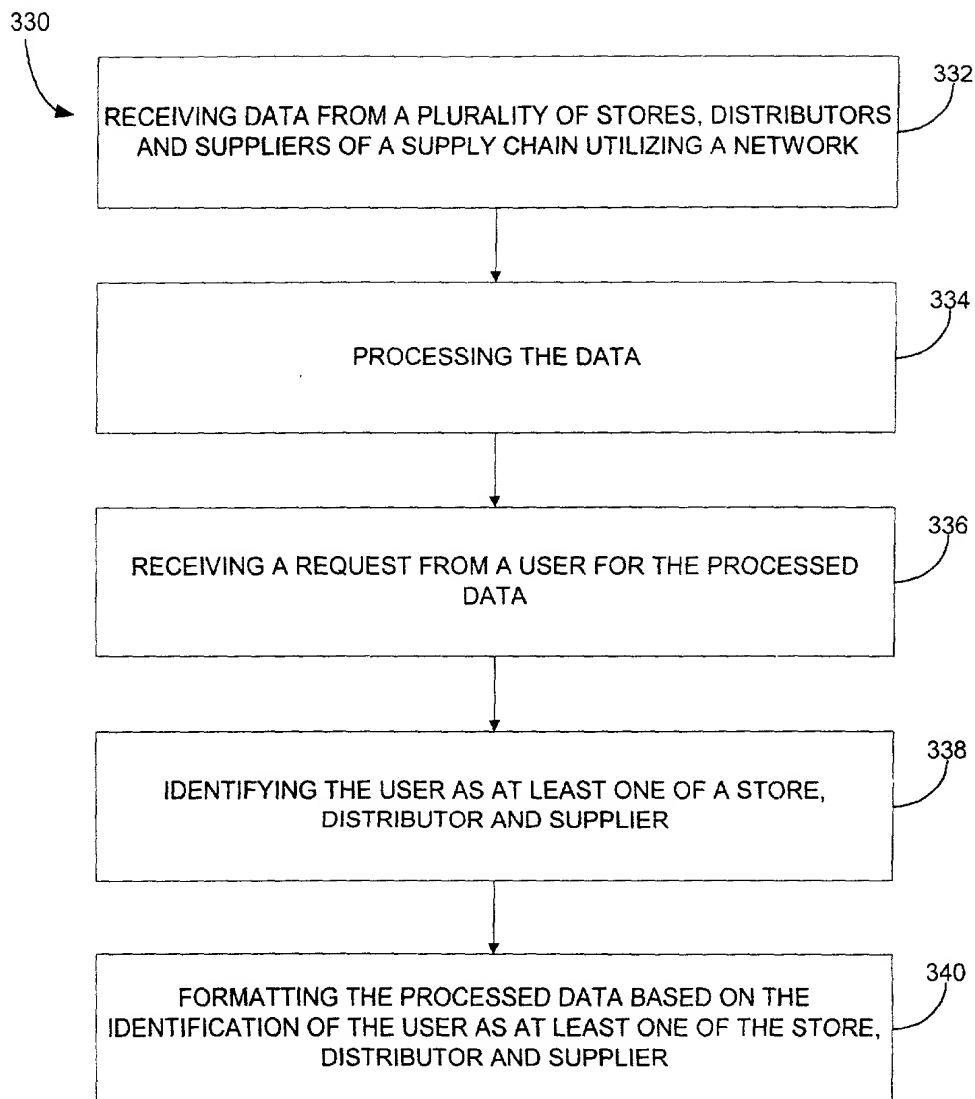 330
332
RECEIVING DATA FROM A PLURALITY OF STORES, DISTRIBUTORS
AND SUPPLIERS OF A SUPPLY CHAIN UTILIZING A NETWORK
334
PROCESSING THE DATA
336
RECEIVING A REQUEST FROM A USER FOR THE PROCESSED
DATA
338
IDENTIFYING THE USER AS AT LEAST ONE OF A STORE,
DISTRIBUTOR AND SUPPLIER
340
FORMATTING THE PROCESSED DATA BASED ON THE
IDENTIFICATION OF THE USER AS AT LEAST ONE OF THE STORE,
DISTRIBUTOR AND SUPPLIER